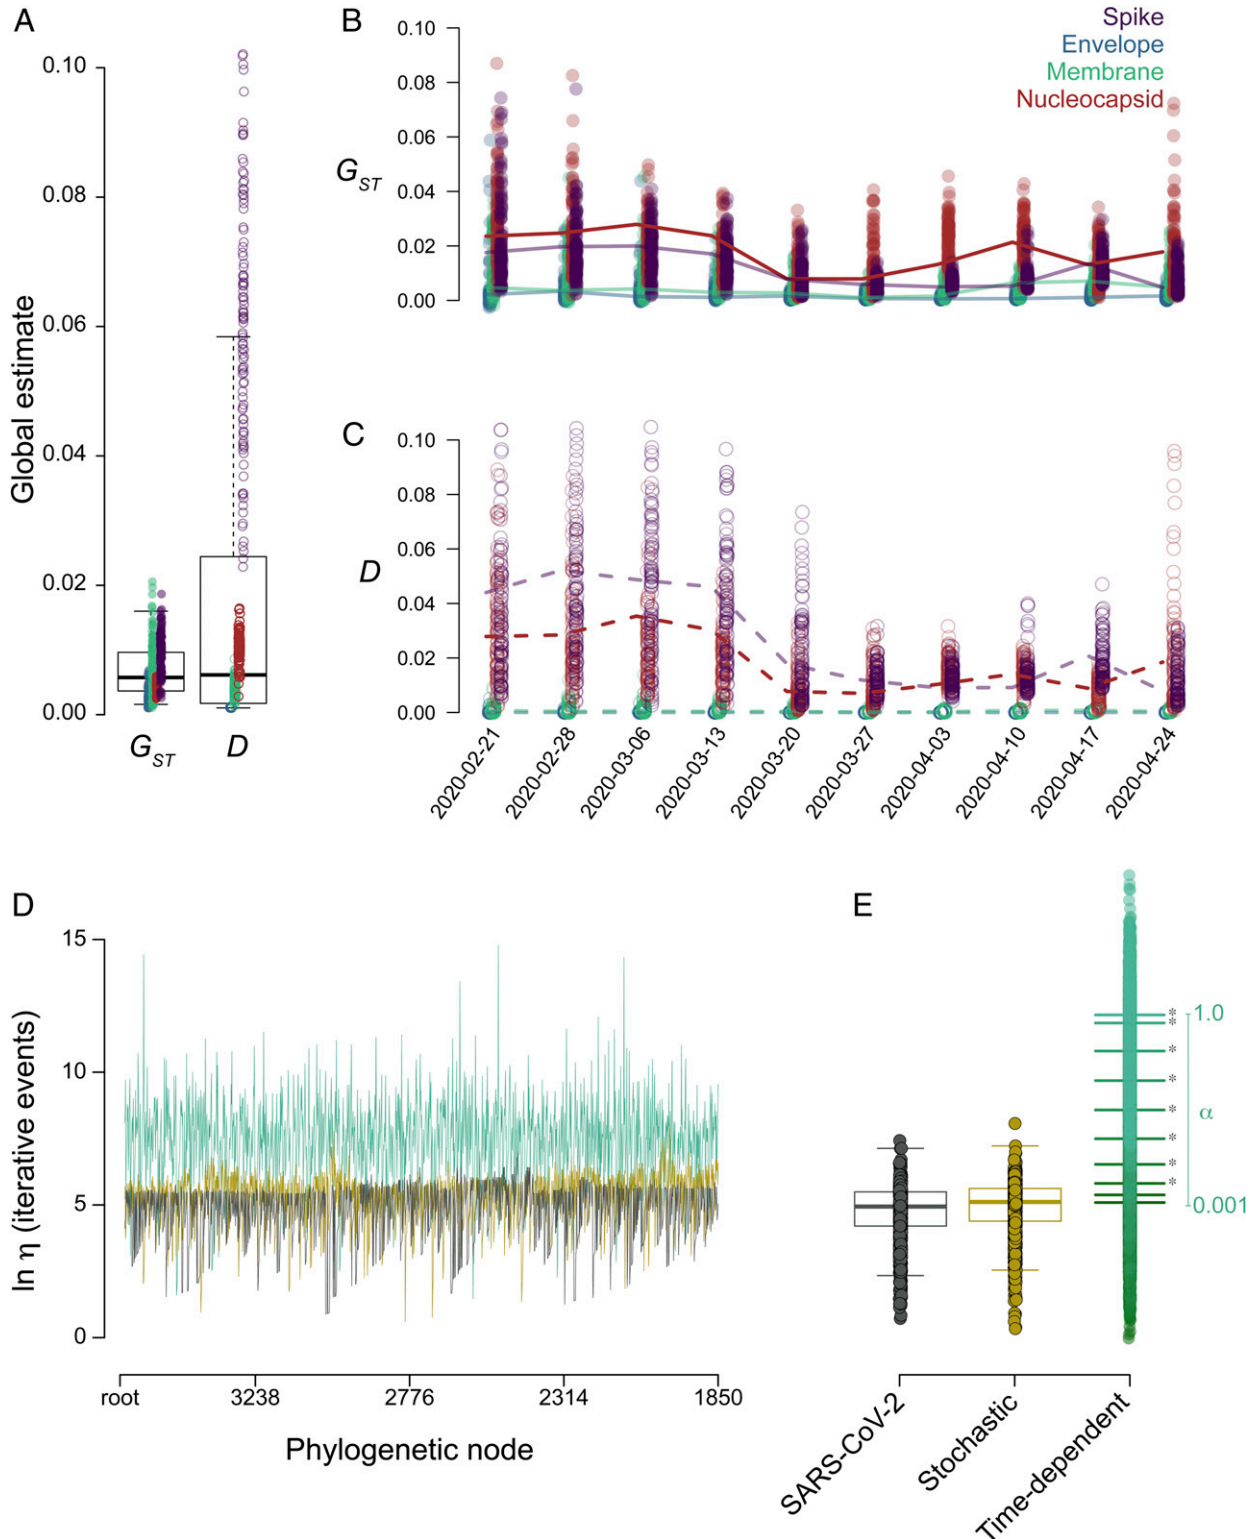 A
Global estimate
0.10
0.08
0.06
0.04
0.02
0.00
GST
D
B
Spike
Envelope
Membrane
Nucleocapsid
GST
0.10
0.08
0.06
0.04
0.02
0.00
C
D
0.10
0.08
0.06
0.04
0.02
0.00
2020-02-21
2020-02-28
2020-03-06
2020-03-13
2020-03-20
2020-03-27
2020-04-03
2020-04-10
2020-04-17
2020-04-24
D
ln η (iterative events)
15
10
5
0
root
3238
2776
2314
1850
Phylogenetic node
E
*
*
*
*
*
*
*
*
1.0
α
0.001
SARS-CoV-2
Stochastic
Time-dependent